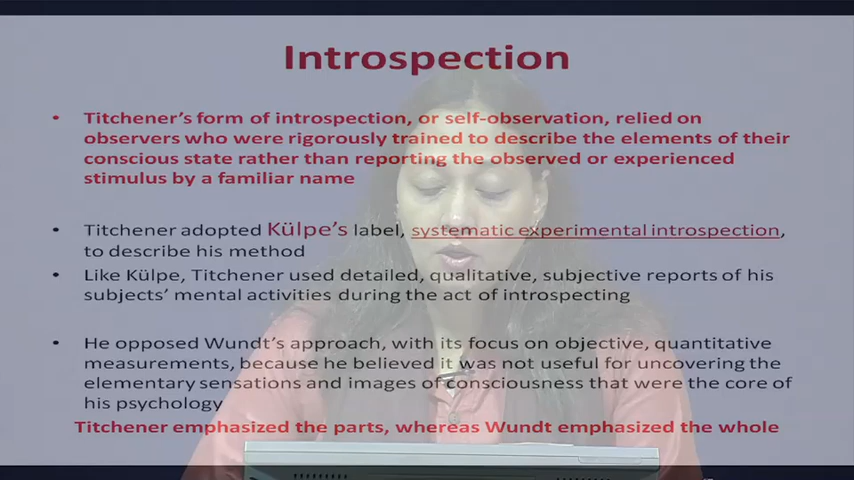 Introspection
• Titchener's form of introspection, or self-observation, relied on
observers who were rigorously trained to describe the elements of their
conscious state rather than reporting the observed or experienced
stimulus by a familiar name
• Titchener adopted Külpe's label, systematic experimental introspection,
to describe his method
• Like Külpe, Titchener used detailed, qualitative, subjective reports of his
subjects' mental activities during the act of introspecting
• He opposed Wundt's approach, with its focus on objective, quantitative
measurements, because he believed it was not useful for uncovering the
elementary sensations and images of consciousness that were the core of
his psychology
Titchener emphasized the parts, whereas Wundt emphasized the whole